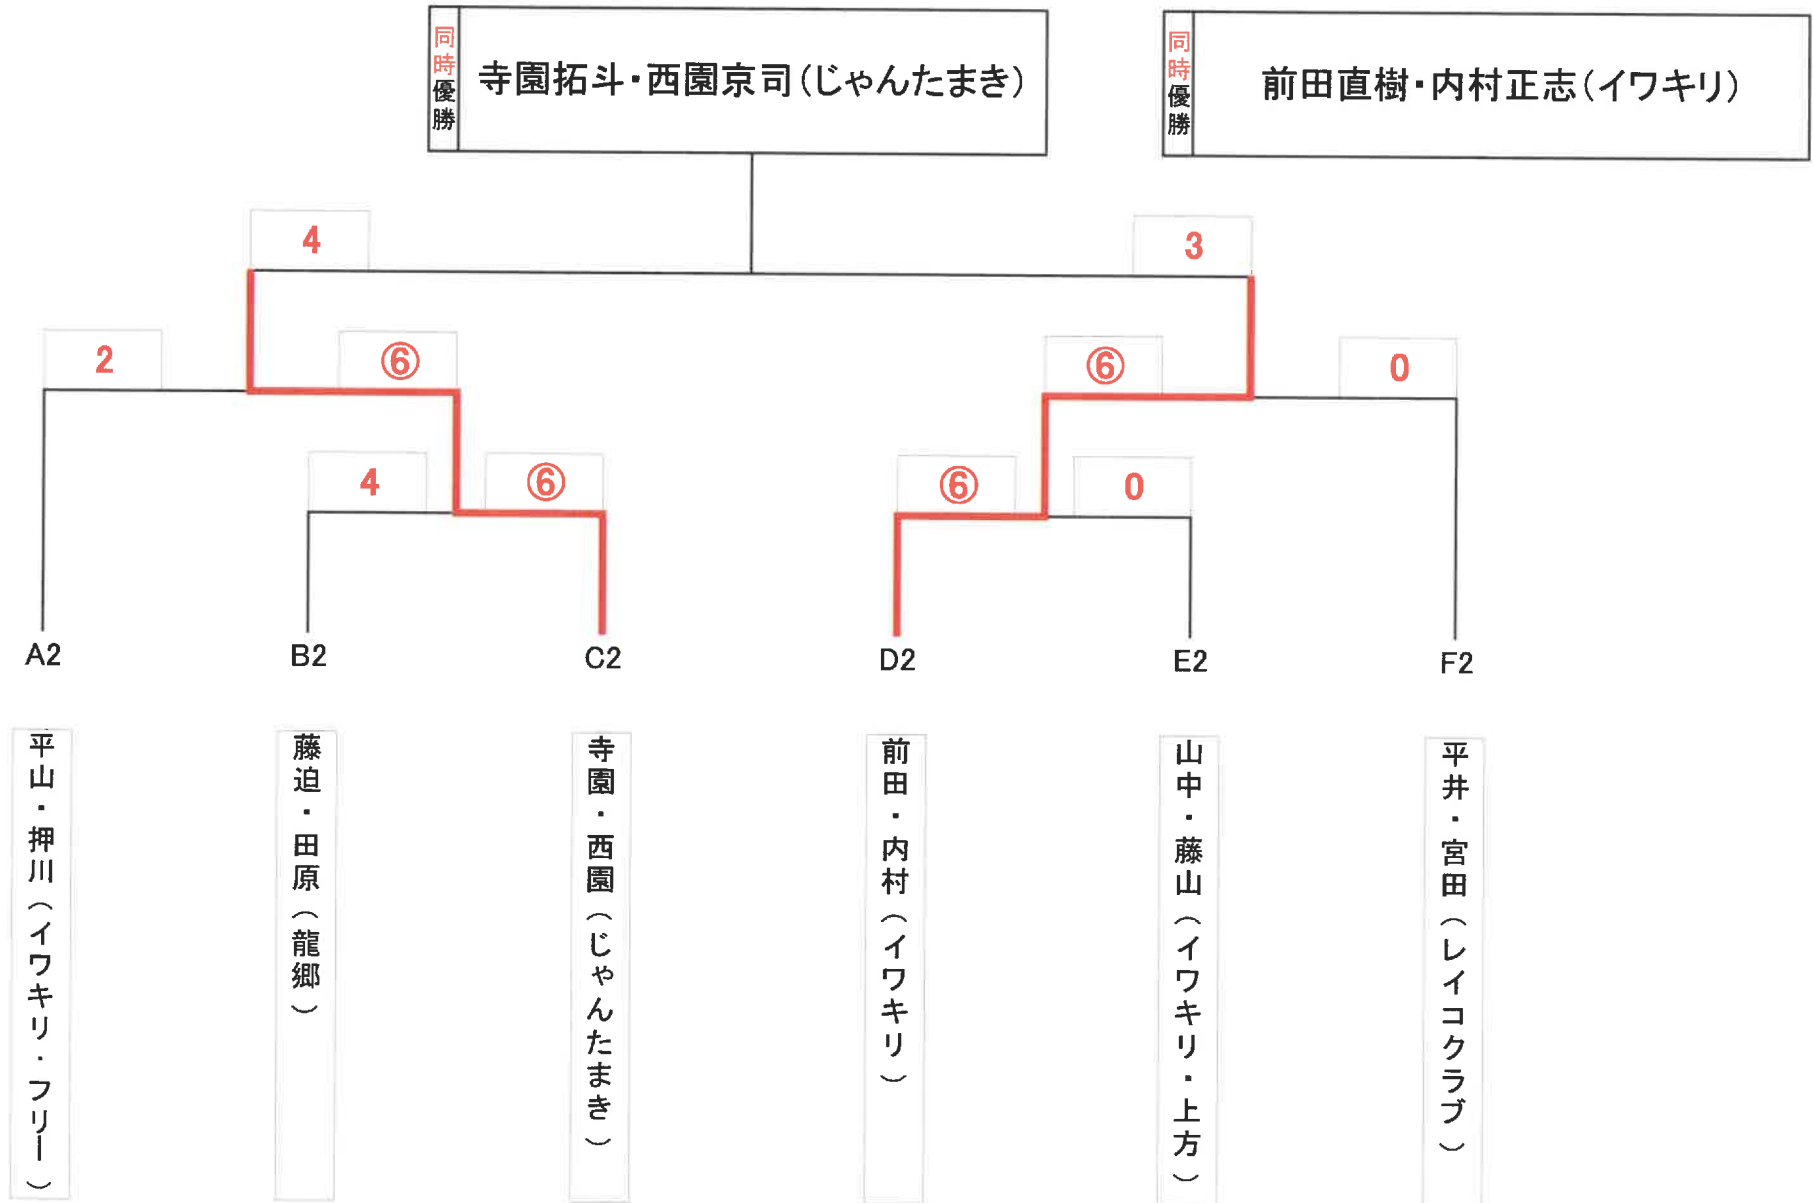 同時優勝
寺園拓斗・西園京司(じゃんたまき)
同時優勝
前田直樹・内村正志(イワキリ)
4
3
2
⑥
⑥
0
4
⑥
⑥
0
A2
B2
C2
D2
E2
F2
平山・押川(イワキリ・フリー)
藤迫・田原(龍郷)
寺園・西園(じゃんたまき)
前田・内村(イワキリ)
山中・藤山(イワキリ・上方)
平井・宮田(レイコクラブ)